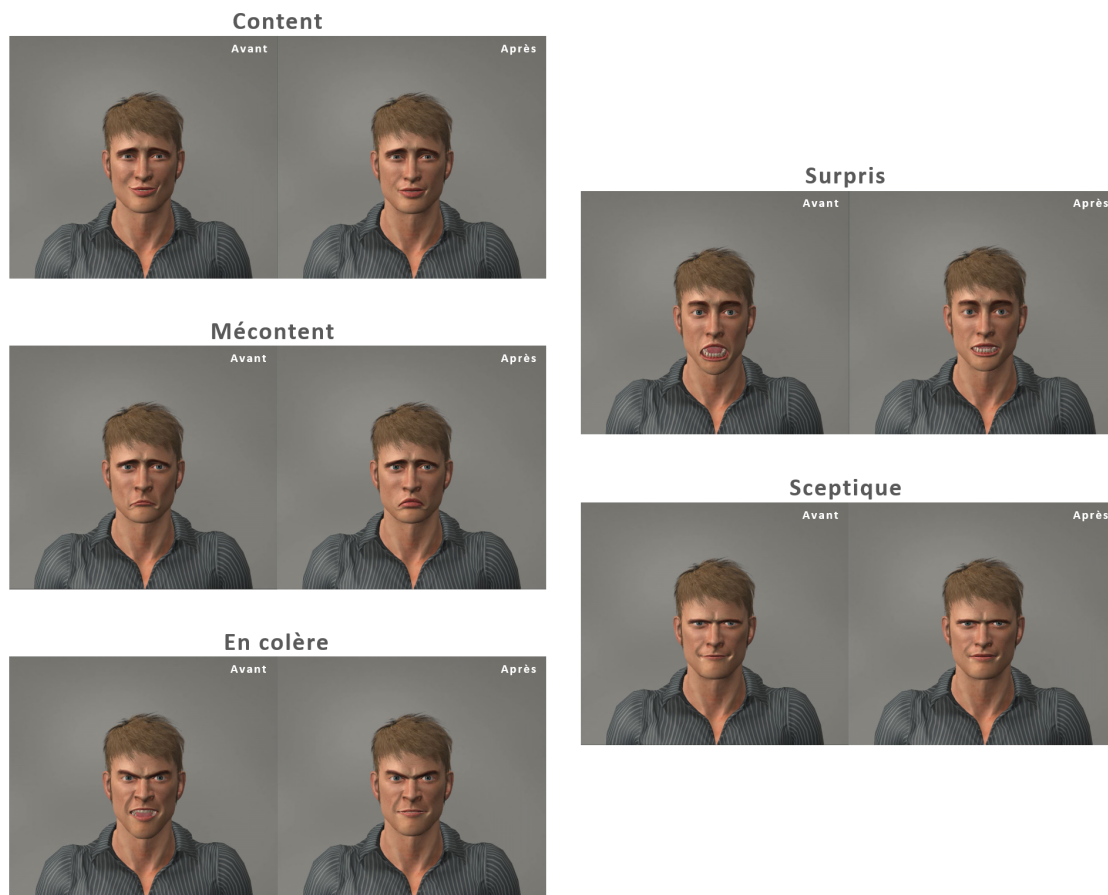 Content
Avant
Après
Mécontent
Avant
Après
En colère
Avant
Après
Surpris
Avant
Après
Sceptique
Avant
Après